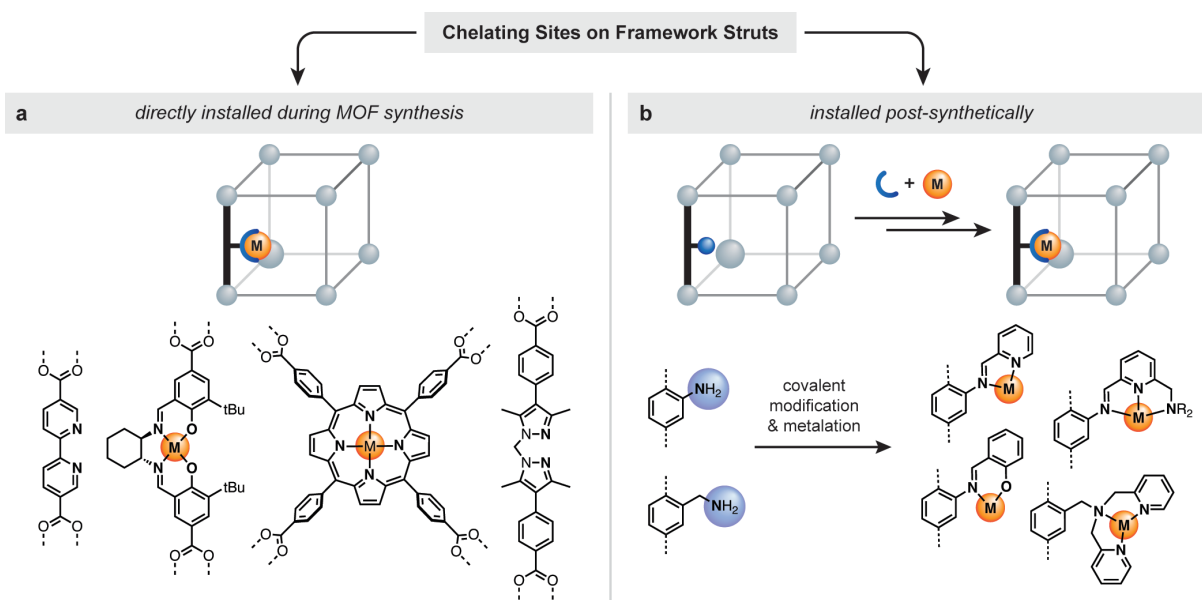 Chelating Sites on Framework Struts
a directly installed during MOF synthesis
M
O O
N
N
O O
O O
tBu
N O
M
N O
tBu
O O
O O
O O
N
N M N
N
O O
O O
O O
N
N
N
N
O O
b installed post-synthetically
+ M
M
NH2
NH2
covalent
modification
& metalation
N
N
M
N
N
M
NR2
N O
M
N
N
M
N